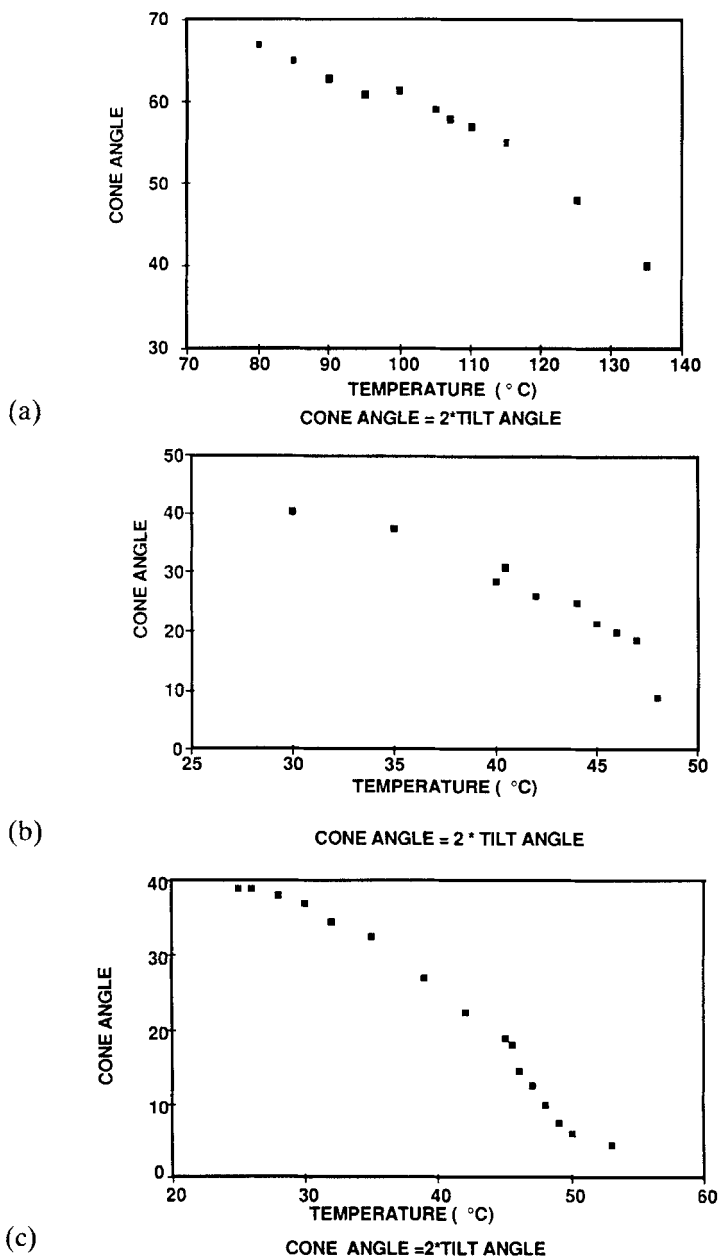 70
60
50
40
30
CONE ANGLE
70 80 90 100 110 120 130 140
TEMPERATURE ( ° C)
(a)
CONE ANGLE = 2*TILT ANGLE
50
40
30
20
10
0
CONE ANGLE
25 30 35 40 45 50
TEMPERATURE ( °C)
(b)
CONE ANGLE = 2 * TILT ANGLE
40
30
20
10
0
CONE ANGLE
20 30 40 50 60
TEMPERATURE ( °C)
(c)
CONE ANGLE =2*TILT ANGLE